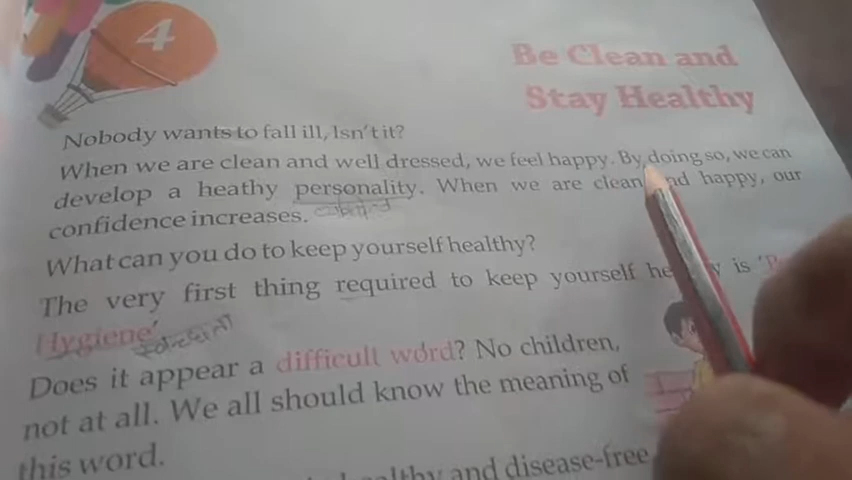 4
Be Clean and
Stay Healthy
Nobody wants to fall ill, Isn't it?
When we are clean and well dressed, we feel happy. By doing so, we can
develop a heathy personality. When we are clean and happy, our
confidence increases.
What can you do to keep yourself healthy?
The very first thing required to keep yourself is
Hygiene'
Does it appear a difficult word? No children,
not at all. We all should know the meaning of
this word.
healthy and disease-free